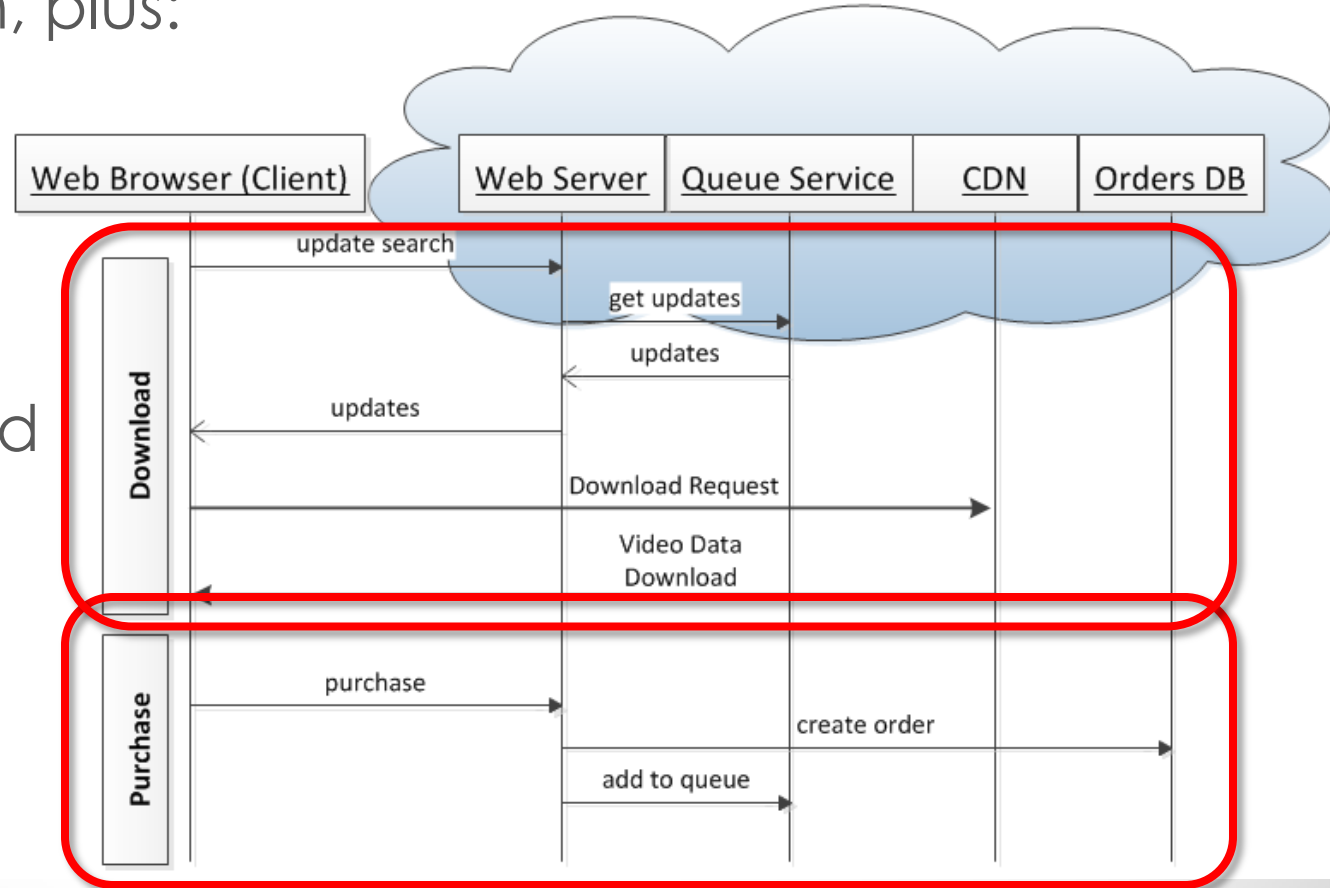 , plus:
Web Browser (Client)
Web Server
Queue Service
CDN
Orders DB
update search
get updates
updates
updates
d
Download
Download Request
Video Data
Download
purchase
create order
add to queue
Purchase